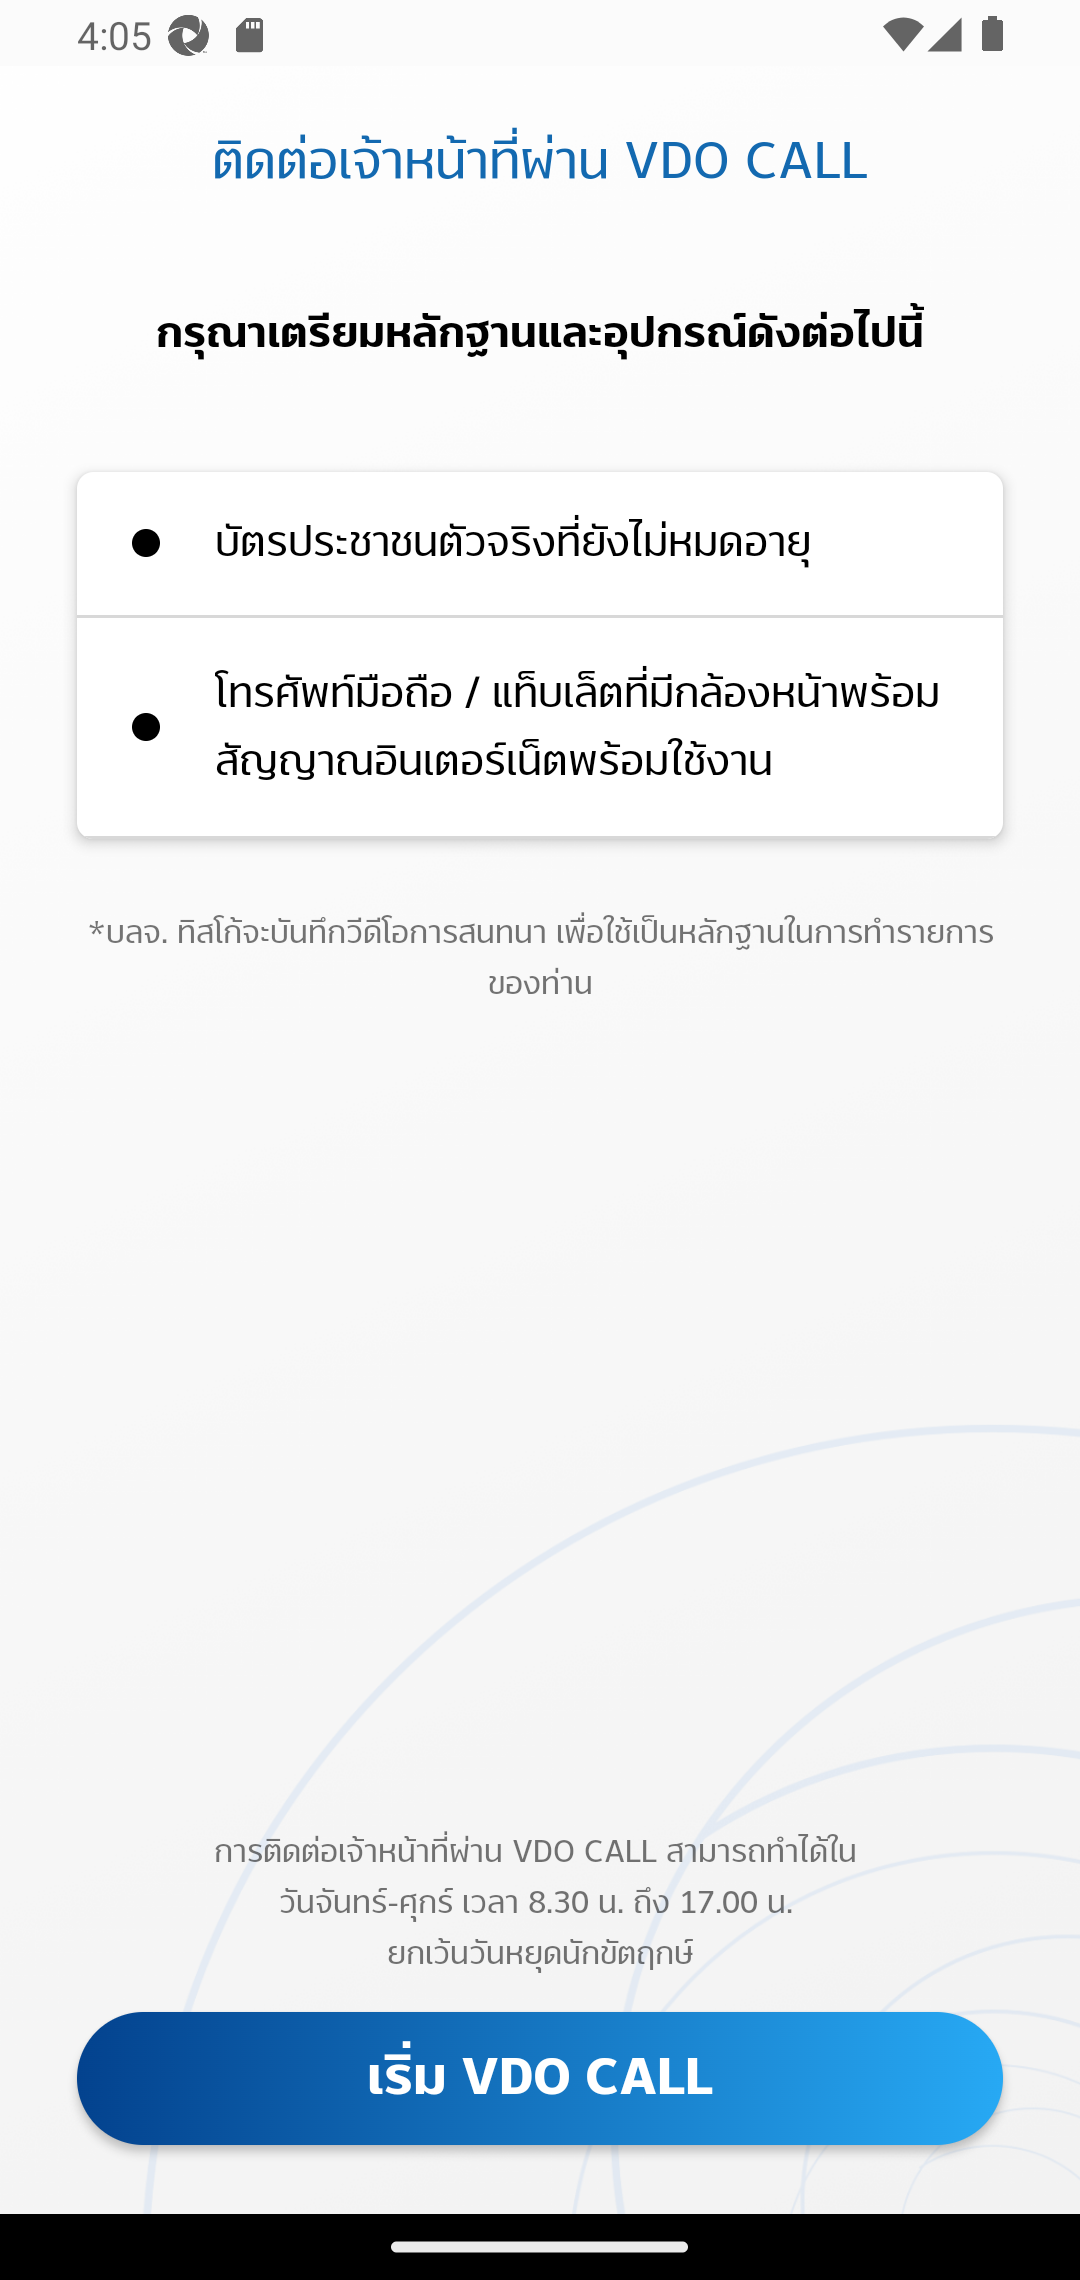 4:05
ติดต่อเจ้าหน้าที่ผ่าน VDO CALL
กรุณาเตรียมหลักฐานและอุปกรณ์ดังต่อไปนี้
บัตรประชาชนตัวจริงที่ยังไม่หมดอายุ
โทรศัพท์มือถือ / แท็บเล็ตที่มีกล้องหน้าพร้อม
สัญญาณอินเตอร์เน็ตพร้อมใช้งาน
*บลจ. ทิสโก้จะบันทึกวีดีโอการสนทนา เพื่อใช้เป็นหลักฐานในการทำรายการ
ของท่าน
การติดต่อเจ้าหน้าที่ผ่าน VDO CALL สามารถทำได้ใน
วันจันทร์-ศุกร์ เวลา 8.30 น. ถึง 17.00 น.
ยกเว้นวันหยุดนักขัตฤกษ์
เริ่ม VDO CALL